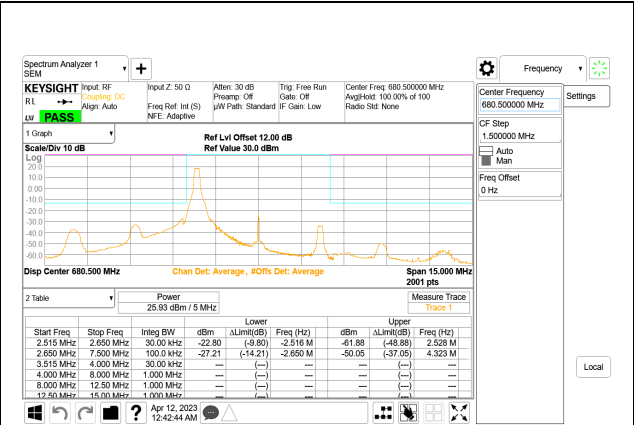 Spectrum Analyzer 1
SEM
+
Frequency
KEYSIGHT
R L
LXI PASS
Input: RF
Coupling: DC
Align: Auto
Input Z: 50 Ω
Freq Ref: Int (S)
NFE: Adaptive
Atten: 30 dB
Preamp: Off
µW Path: Standard
Trig: Free Run
Gate: Off
IF Gain: Low
Center Freq: 680.500000 MHz
Avg|Hold: 100.00% of 100
Radio Std: None
Center Frequency
680.500000 MHz
Settings
CF Step
1.500000 MHz
Auto
Man
Freq Offset
0 Hz
Local
1 Graph
Scale/Div 10 dB
Ref Lvl Offset 12.00 dB
Ref Value 30.0 dBm
Log
20.0
10.0
0.00
-10.0
-20.0
-30.0
-40.0
-50.0
-60.0
Disp Center 680.500 MHz
Chan Det: Average , #Offs Det: Average
Span 15.000 MHz
2001 pts
2 Table
Power
25.93 dBm / 5 MHz
Measure Trace
Trace 1
Lower Upper
Start Freq Stop Freq Integ BW dBm ΔLimit(dB) Freq (Hz) dBm ΔLimit(dB) Freq (Hz)
2.515 MHz 2.650 MHz 30.00 kHz -22.80 (-9.80) -2.516 M -61.88 (-48.88) 2.528 M
2.650 MHz 7.500 MHz 100.0 kHz -27.21 (-14.21) -2.650 M -50.05 (-37.05) 4.323 M
3.515 MHz 4.000 MHz 30.00 kHz --- (---) --- --- (---) ---
4.000 MHz 8.000 MHz 1.000 MHz --- (---) --- --- (---) ---
8.000 MHz 12.50 MHz 1.000 MHz --- (---) --- --- (---) ---
12.50 MHz 15.00 MHz 1.000 MHz --- (---) --- --- (---) ---
? Apr 12, 2023
12:42:44 AM